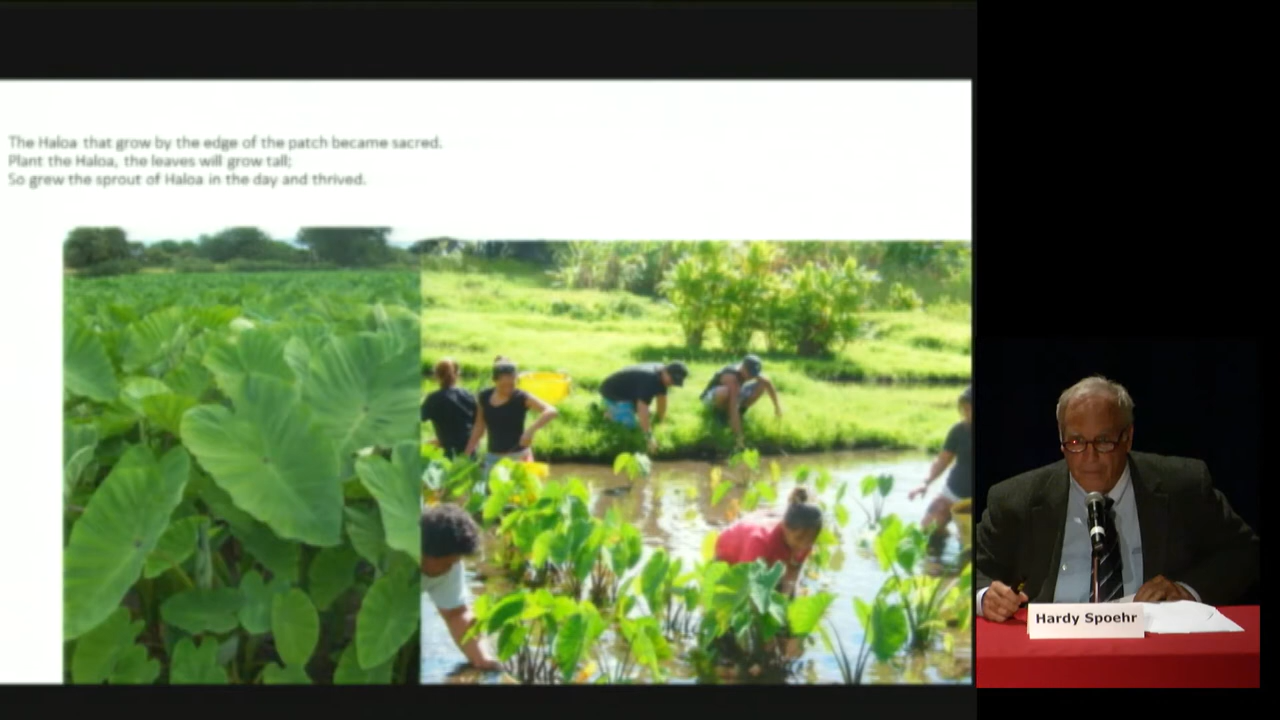 The Haloa that grow by the edge of the patch became sacred.
Plant the Haloa, the leaves will grow tall;
So grew the sprout of Haloa in the day and thrived.
Hardy Spoehr